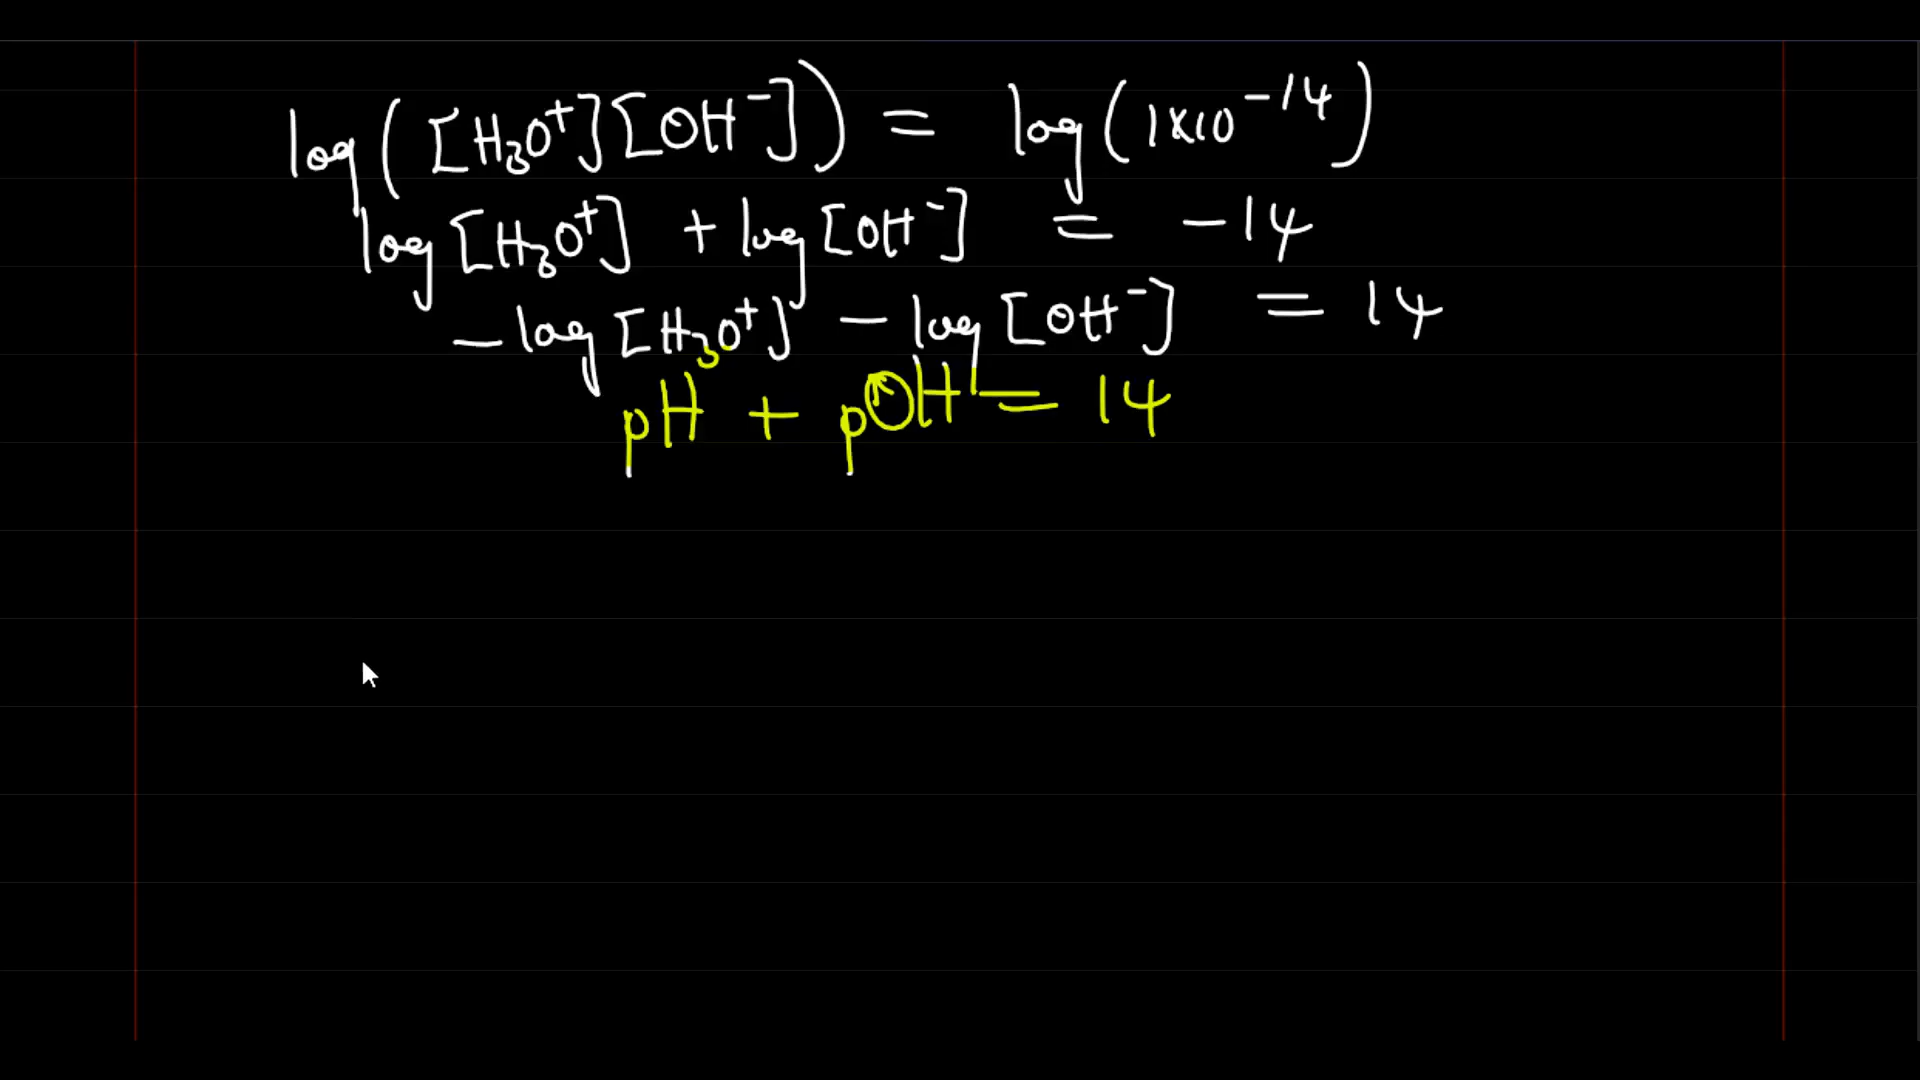 log([H₃O⁺][OH⁻]) = log(1x10⁻¹⁴)
log[H₃O⁺] + log[OH⁻] = -14
-log[H₃O⁺] - log[OH⁻] = 14
pH + pOH = 14